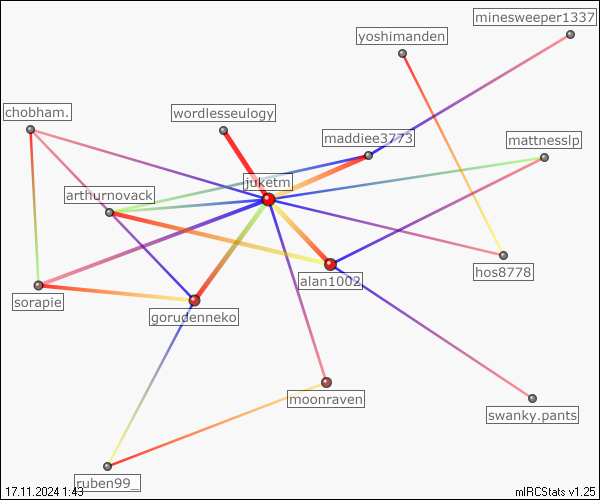 minesweeper1337
yoshimanden
chobham.
wordlesseulogy
maddiee3773
mattnesslp
juketm
arthurnovack
hos8778
alan1002
sorapie
gorudenneko
moonraven
swanky.pants
ruben99_
17.11.2024 1:43
mIRCStats v1.25